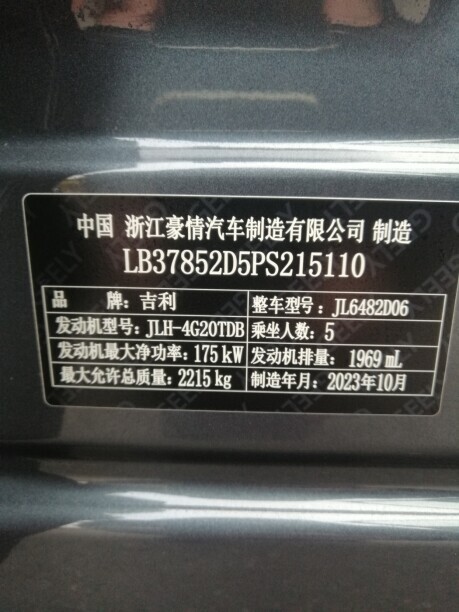 中国 浙江豪情汽车制造有限公司 制造
LB37852D5PS215110
品 牌: 吉利 整车型号: JL6482D06
发动机型号: JLH-4G20TDB 乘坐人数: 5
发动机最大净功率: 175 kW 发动机排量: 1969 mL
最大允许总质量: 2215 kg 制造年月: 2023年10月